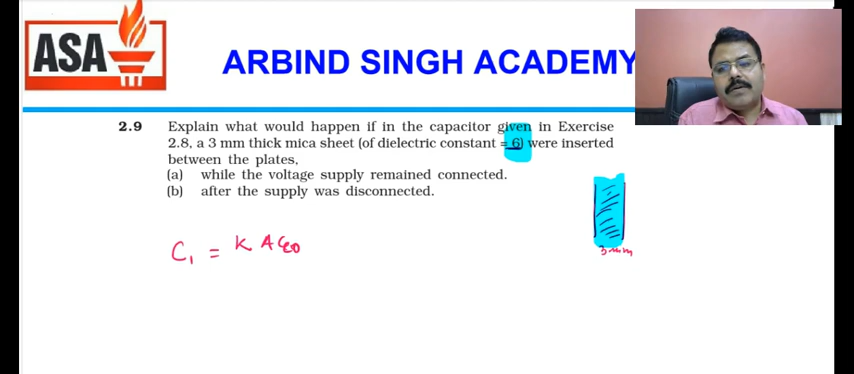 ASA
ARBIND SINGH ACADEMY
2.9 Explain what would happen if in the capacitor given in Exercise
2.8, a 3 mm thick mica sheet (of dielectric constant = 6) were inserted
between the plates,
(a) while the voltage supply remained connected.
(b) after the supply was disconnected.
3mm
C₁ = K A ε₀